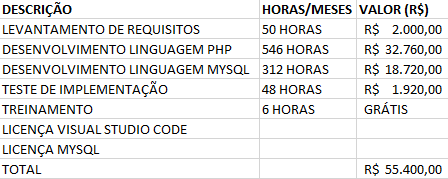 DESCRIÇÃO HORAS/MESES VALOR (R$)
LEVANTAMENTO DE REQUISITOS 50 HORAS R$ 2.000,00
DESENVOLVIMENTO LINGUAGEM PHP 546 HORAS R$ 32.760,00
DESENVOLVIMENTO LINGUAGEM MYSQL 312 HORAS R$ 18.720,00
TESTE DE IMPLEMENTAÇÃO 48 HORAS R$ 1.920,00
TREINAMENTO 6 HORAS GRÁTIS
LICENÇA VISUAL STUDIO CODE
LICENÇA MYSQL
TOTAL R$ 55.400,00